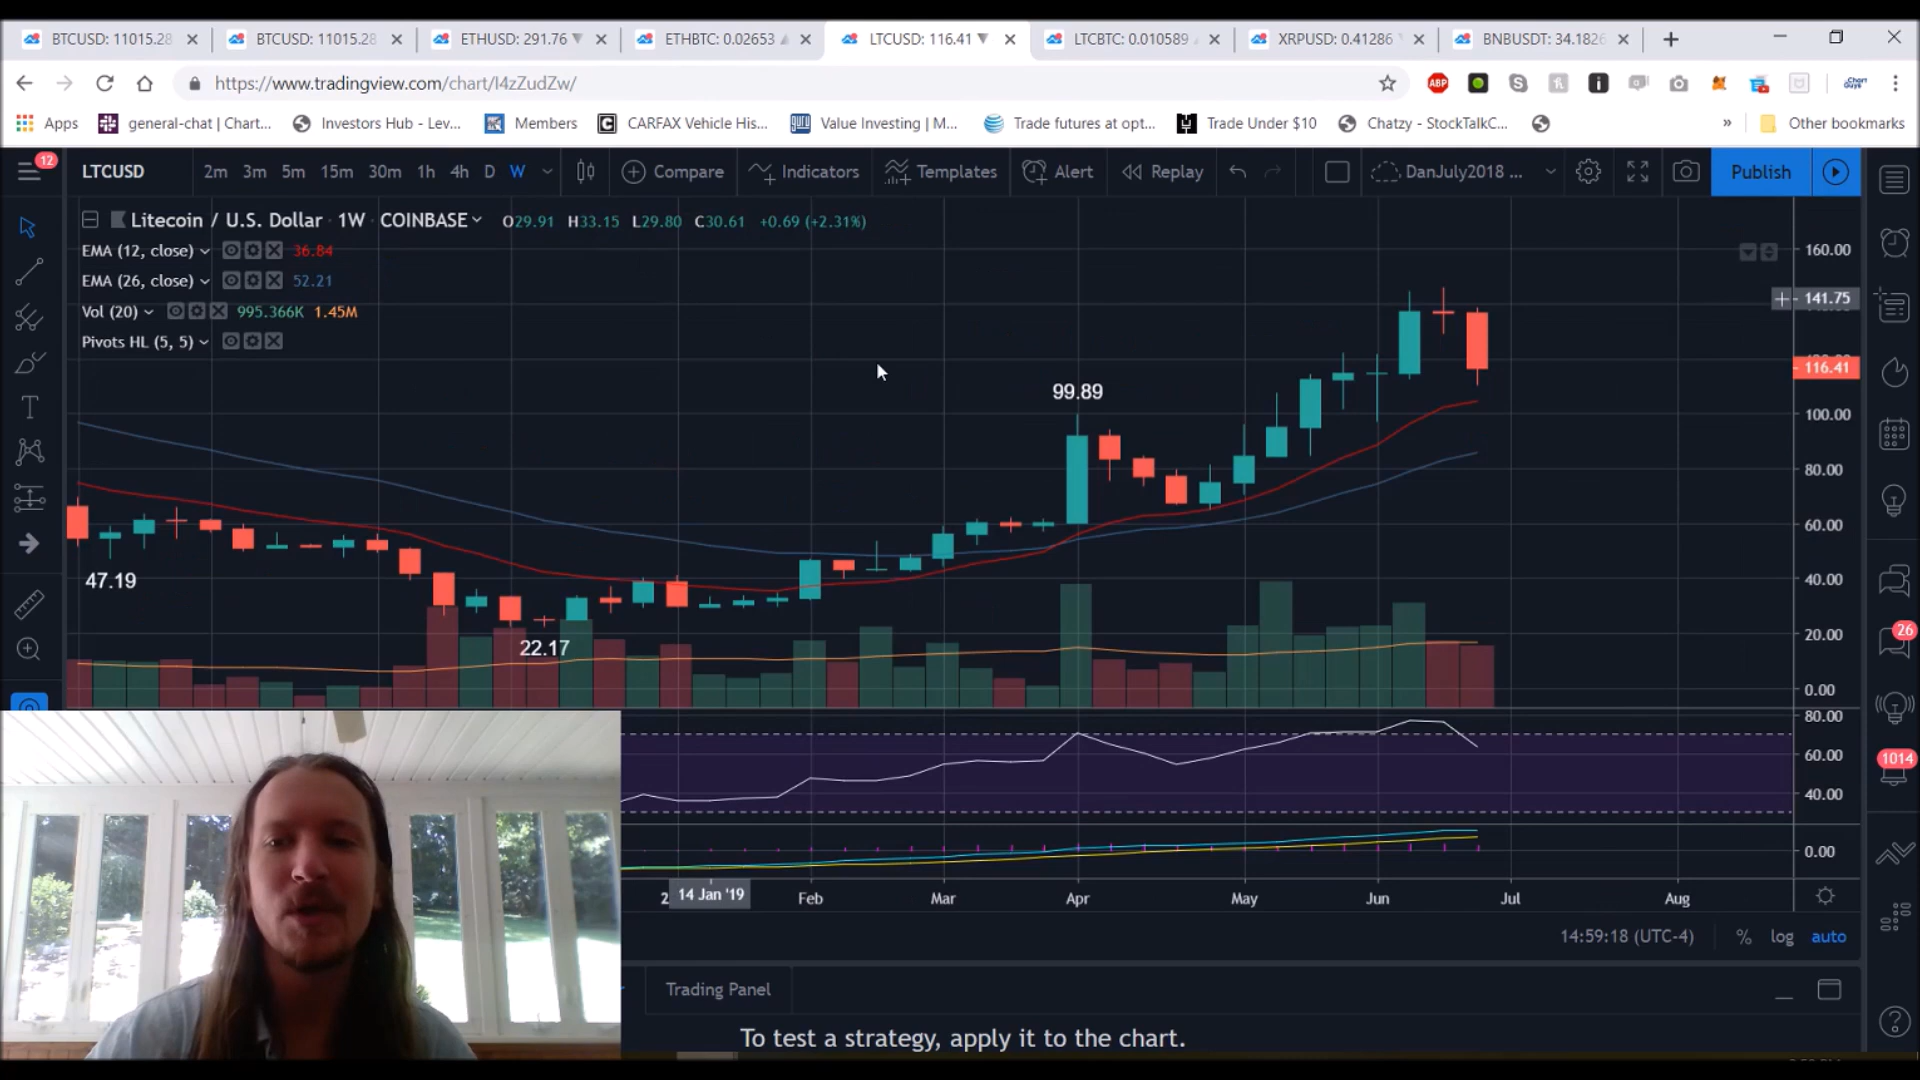 BTCUSD: 11015.28
BTCUSD: 11015.28
ETHUSD: 291.76 ▼
ETHBTC: 0.02653
LTCUSD: 116.41 ▼
LTCBTC: 0.010589
XRPUSD: 0.41286
BNBUSDT: 34.1826
https://www.tradingview.com/chart/I4zZudZw/
ABP
Apps
general-chat | Chart...
Investors Hub - Lev...
Members
CARFAX Vehicle His...
Value Investing | M...
Trade futures at opt...
Trade Under $10
Chatzy - StockTalkC...
»
Other bookmarks
12
LTCUSD
2m 3m 5m 15m 30m 1h 4h D W
Compare
Indicators
Templates
Alert
Replay
DanJuly2018 ...
Publish
Litecoin / U.S. Dollar 1W COINBASE
O29.91 H33.15 L29.80 C30.61 +0.69 (+2.31%)
EMA (12, close) 36.84
EMA (26, close) 52.21
Vol (20) 995.366K 1.45M
Pivots HL (5, 5)
160.00
141.75
116.41
100.00
80.00
60.00
40.00
20.00
0.00
99.89
47.19
22.17
80.00
60.00
40.00
0.00
26
1014
14 Jan '19
Feb
Mar
Apr
May
Jun
Jul
Aug
14:59:18 (UTC-4)
% log auto
Trading Panel
To test a strategy, apply it to the chart.